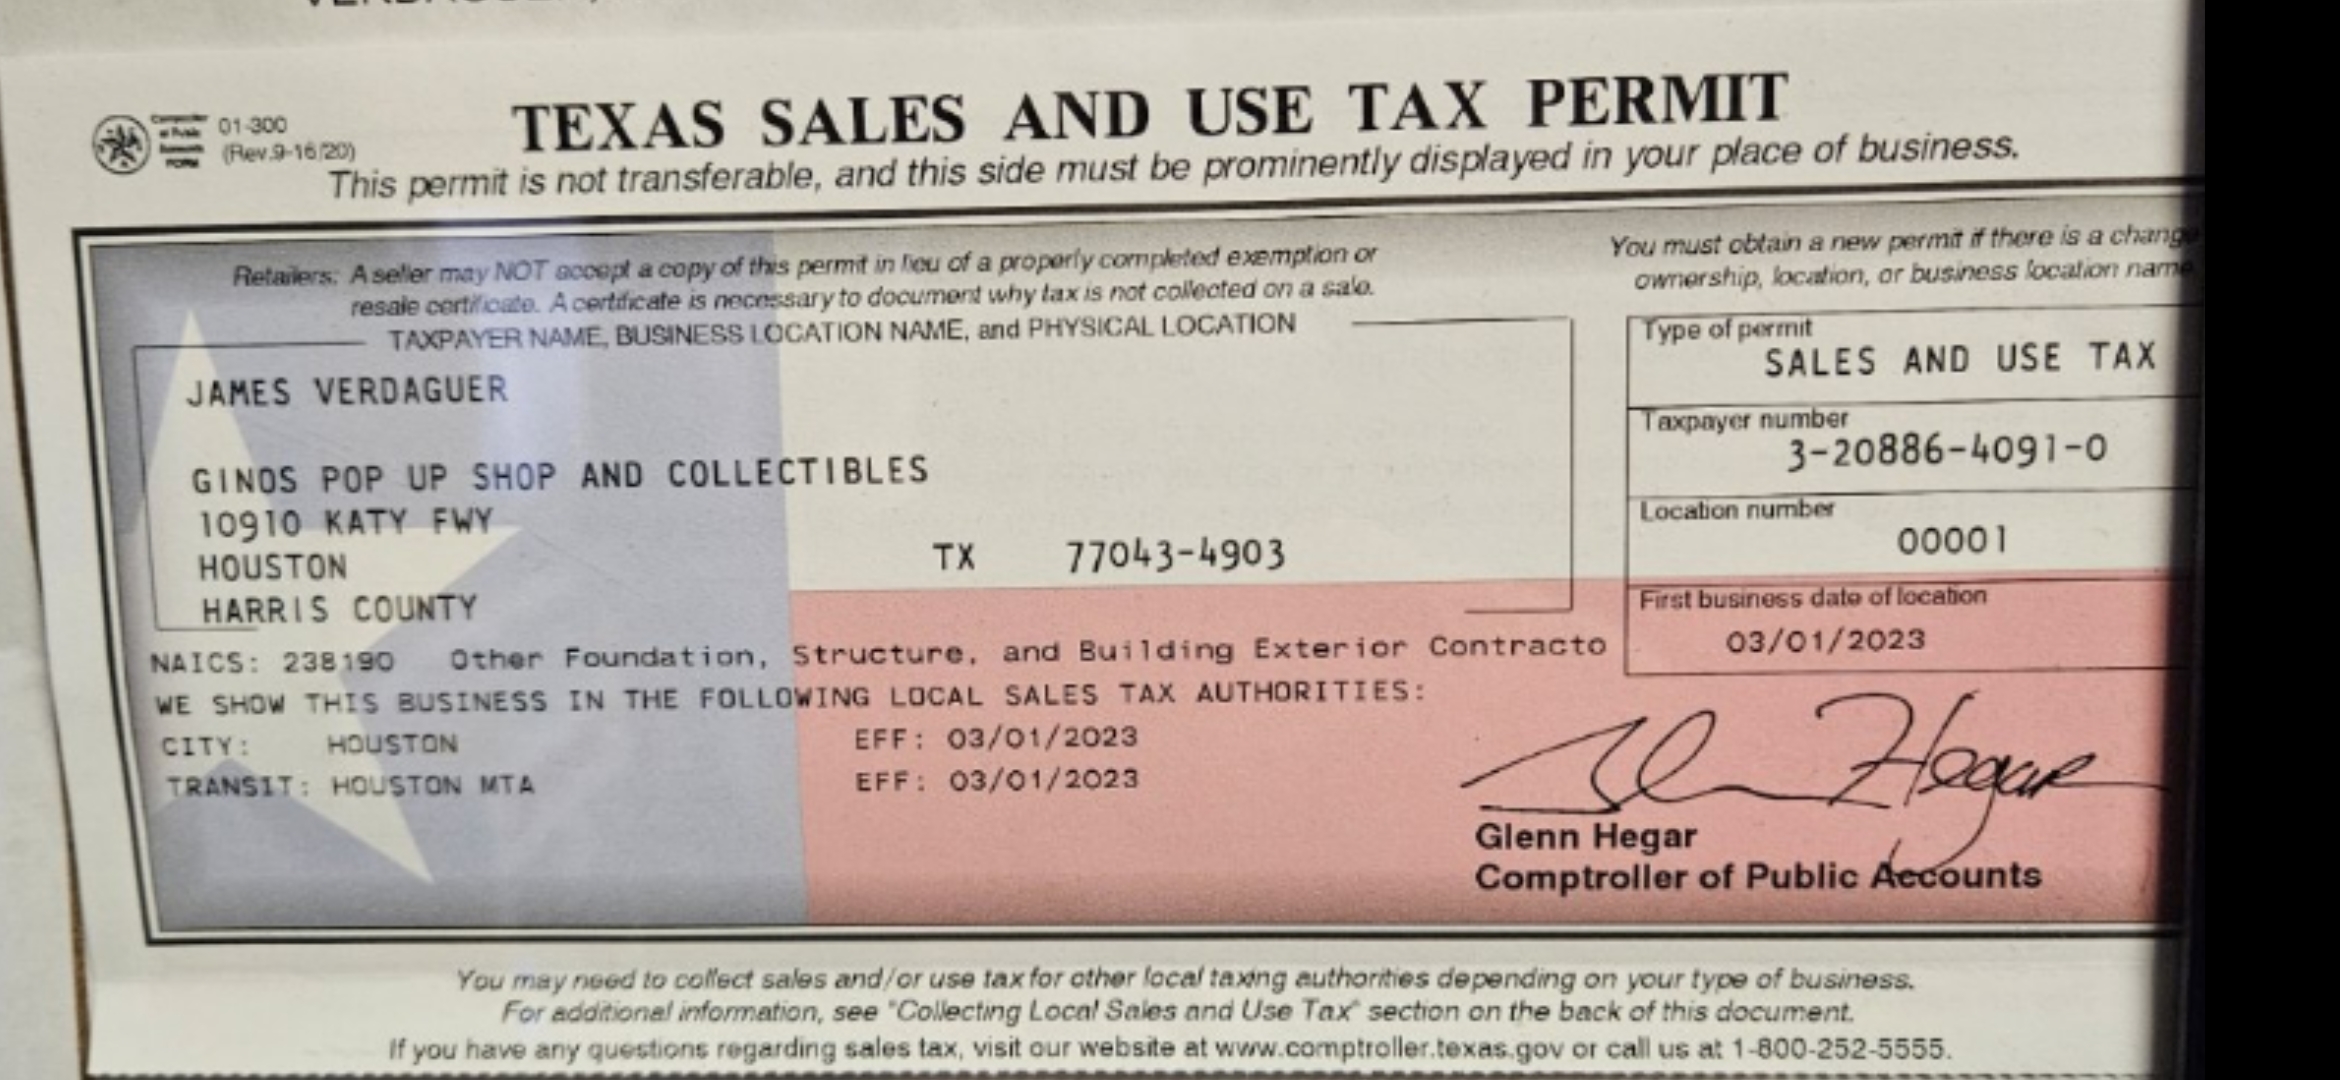 01-300
(Rev.9-16/20)
TEXAS SALES AND USE TAX PERMIT
This permit is not transferable, and this side must be prominently displayed in your place of business.
Retailers: A seller may NOT accept a copy of this permit in lieu of a properly completed exemption or
resale certificate. A certificate is necessary to document why tax is not collected on a sale.
You must obtain a new permit if there is a change
ownership, location, or business location name
TAXPAYER NAME, BUSINESS LOCATION NAME, and PHYSICAL LOCATION
JAMES VERDAGUER
GINOS POP UP SHOP AND COLLECTIBLES
10910 KATY FWY
HOUSTON TX 77043-4903
HARRIS COUNTY
Type of permit
SALES AND USE TAX
Taxpayer number
3-20886-4091-0
Location number
00001
First business date of location
03/01/2023
NAICS: 238190 Other Foundation, Structure, and Building Exterior Contracto
WE SHOW THIS BUSINESS IN THE FOLLOWING LOCAL SALES TAX AUTHORITIES:
CITY: HOUSTON EFF: 03/01/2023
TRANSIT: HOUSTON MTA EFF: 03/01/2023
Glenn Hegar
Comptroller of Public Accounts
You may need to collect sales and/or use tax for other local taxing authorities depending on your type of business.
For additional information, see "Collecting Local Sales and Use Tax" section on the back of this document.
If you have any questions regarding sales tax, visit our website at www.comptroller.texas.gov or call us at 1-800-252-5555.